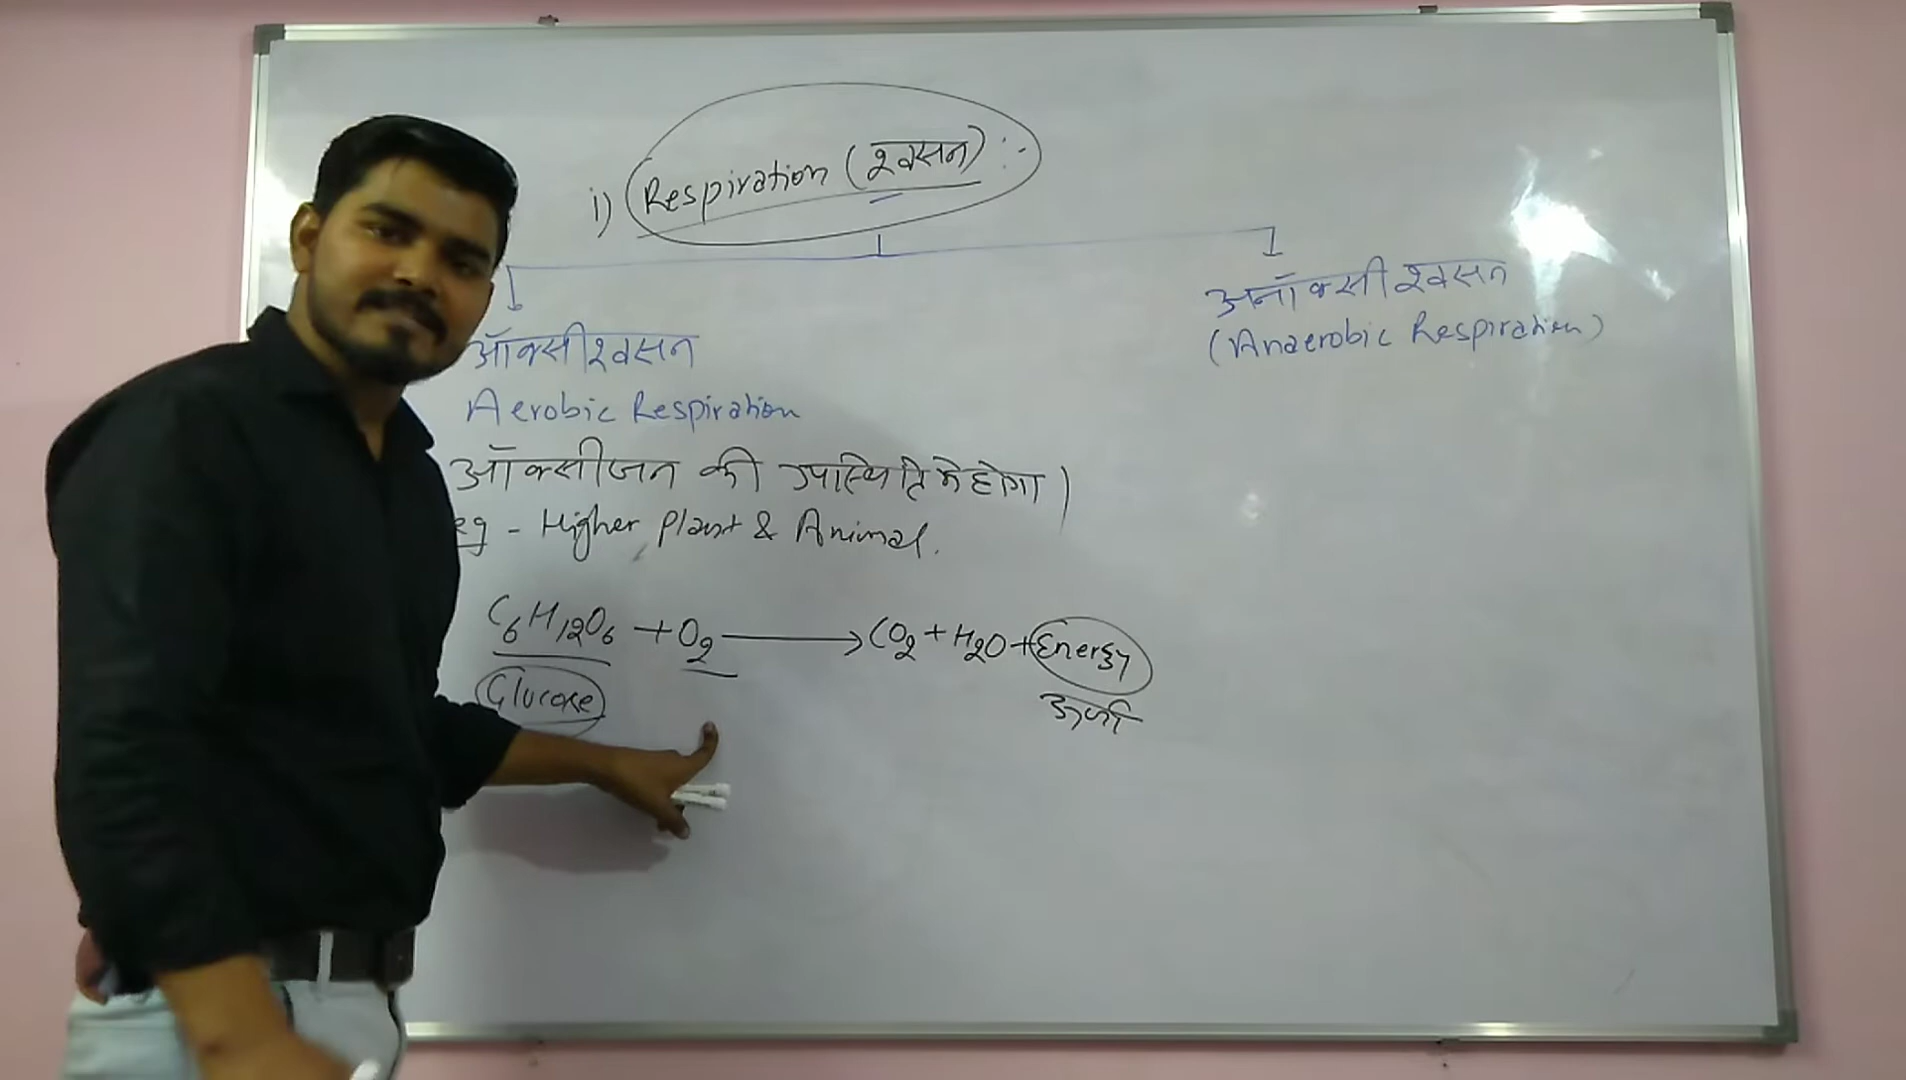 i) Respiration (श्वसन) :-
ऑक्सीश्वसन
Aerobic Respiration
अनॉक्सी श्वसन
(Anaerobic Respiration)
ऑक्सीजन की उपस्थिति मे होगा।
eg - Higher Plant & Animal.
C6H12O6 + O2 → CO2 + H2O + Energy
Glucose
ऊर्जा